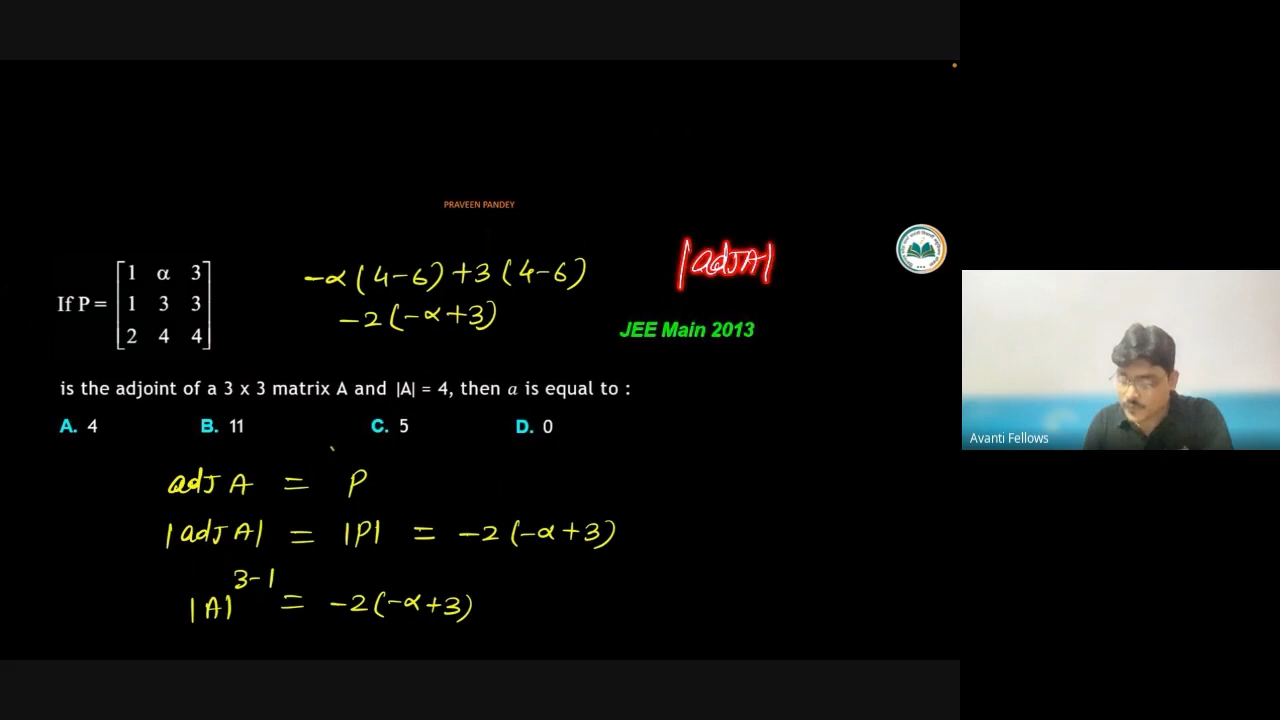 PRAVEEN PANDEY
−α(4−6)+3(4−6)
|adjA|
−2(−α+3)
JEE Main 2013
If P = [1 α 3
1 3 3
2 4 4]
is the adjoint of a 3 x 3 matrix A and |A| = 4, then a is equal to :
A. 4 B. 11 C. 5 D. 0
adj A = P
|adj A| = |P| = −2(−α+3)
|A|^{3−1} = −2(−α+3)
Avanti Fellows